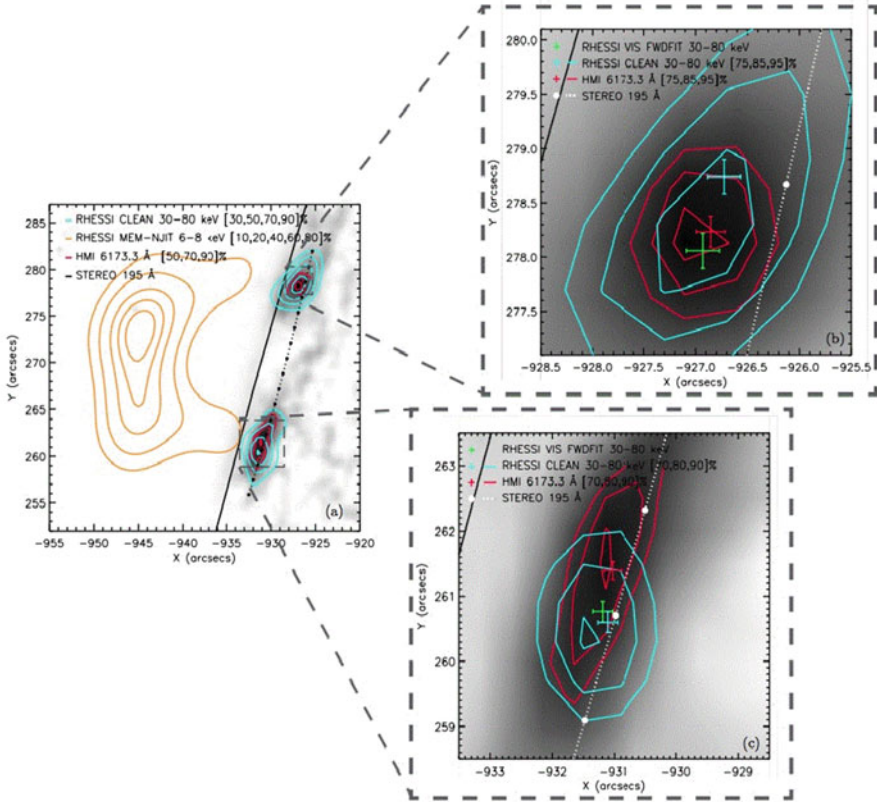 RHESSI CLEAN 30-80 keV [30,50,70,90]%
RHESSI MEM-NJIT 6-8 keV [10,20,40,60,80]%
HMI 6173.3 Å [50,70,90]%
STEREO 195 Å
285
280
275
270
265
260
255
Y (arcsecs)
(a)
-955 -950 -945 -940 -935 -930 -925 -920
X (arcsecs)
RHESSI VIS FWDFIT 30-80 keV
RHESSI CLEAN 30-80 keV [75,85,95]%
HMI 6173.3 Å [75,85,95]%
STEREO 195 Å
280.0
279.5
279.0
278.5
278.0
277.5
Y (arcsecs)
(b)
-928.5 -928.0 -927.5 -927.0 -926.5 -926.0 -925.5
X (arcsecs)
RHESSI VIS FWDFIT 30-80 keV
RHESSI CLEAN 30-80 keV [70,80,90]%
HMI 6173.3 Å [70,80,90]%
STEREO 195 Å
263
262
261
260
259
Y (arcsecs)
(c)
-933 -932 -931 -930 -929
X (arcsecs)